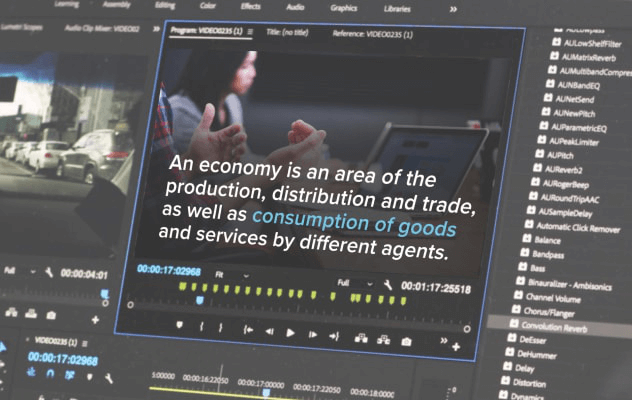 Learning
Assembly
Editing
Color
Effects
Audio
Graphics
Libraries
>>
Lumetri Scopes
Audio Clip Mixer: VIDEO02
>>
Program: VIDEO0235 (1)
Title: (no title)
Reference: VIDEO0235 (1)
An economy is an area of the
production, distribution and trade,
as well as consumption of goods
and services by different agents.
Full
00:00:04:01
00:00:17:02968
Fit
Full
00:01:17:25518
VIDEO0235 (1)
00:00:17:02968
5:00000
00:00:16:22050
00:00:17:00000
00:00:17:22050
00:00:18:00000
AULowpass
AULowShelfFilter
AUMatrixReverb
AUMultibandCompres
AUNBandEQ
AUNetSend
AUNewPitch
AUParametricEQ
AUPeakLimiter
AUPitch
AUReverb2
AURogerBeep
AURoundTripAAC
AUSampleDelay
Automatic Click Remover
Balance
Bandpass
Bass
Binauralizer - Ambisonics
Channel Volume
Chorus/Flanger
Convolution Reverb
DeEsser
DeHummer
Delay
Distortion
Dynamics